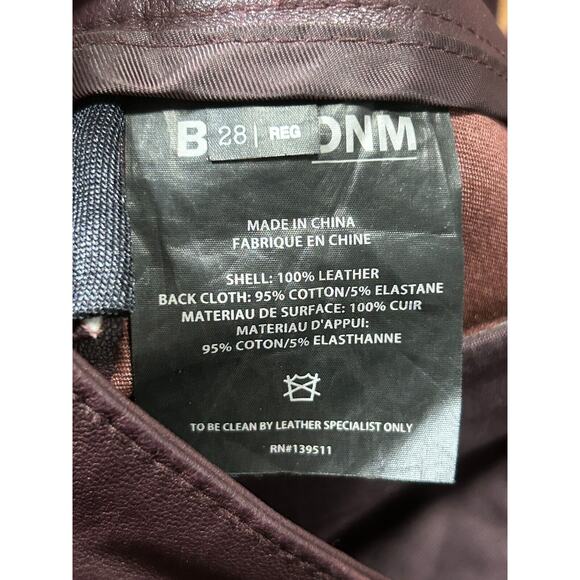 B DNM
28 | REG
MADE IN CHINA
FABRIQUE EN CHINE
SHELL: 100% LEATHER
BACK CLOTH: 95% COTTON/5% ELASTANE
MATERIAU DE SURFACE: 100% CUIR
MATERIAU D'APPUI:
95% COTON/5% ELASTHANNE
TO BE CLEAN BY LEATHER SPECIALIST ONLY
RN#139511